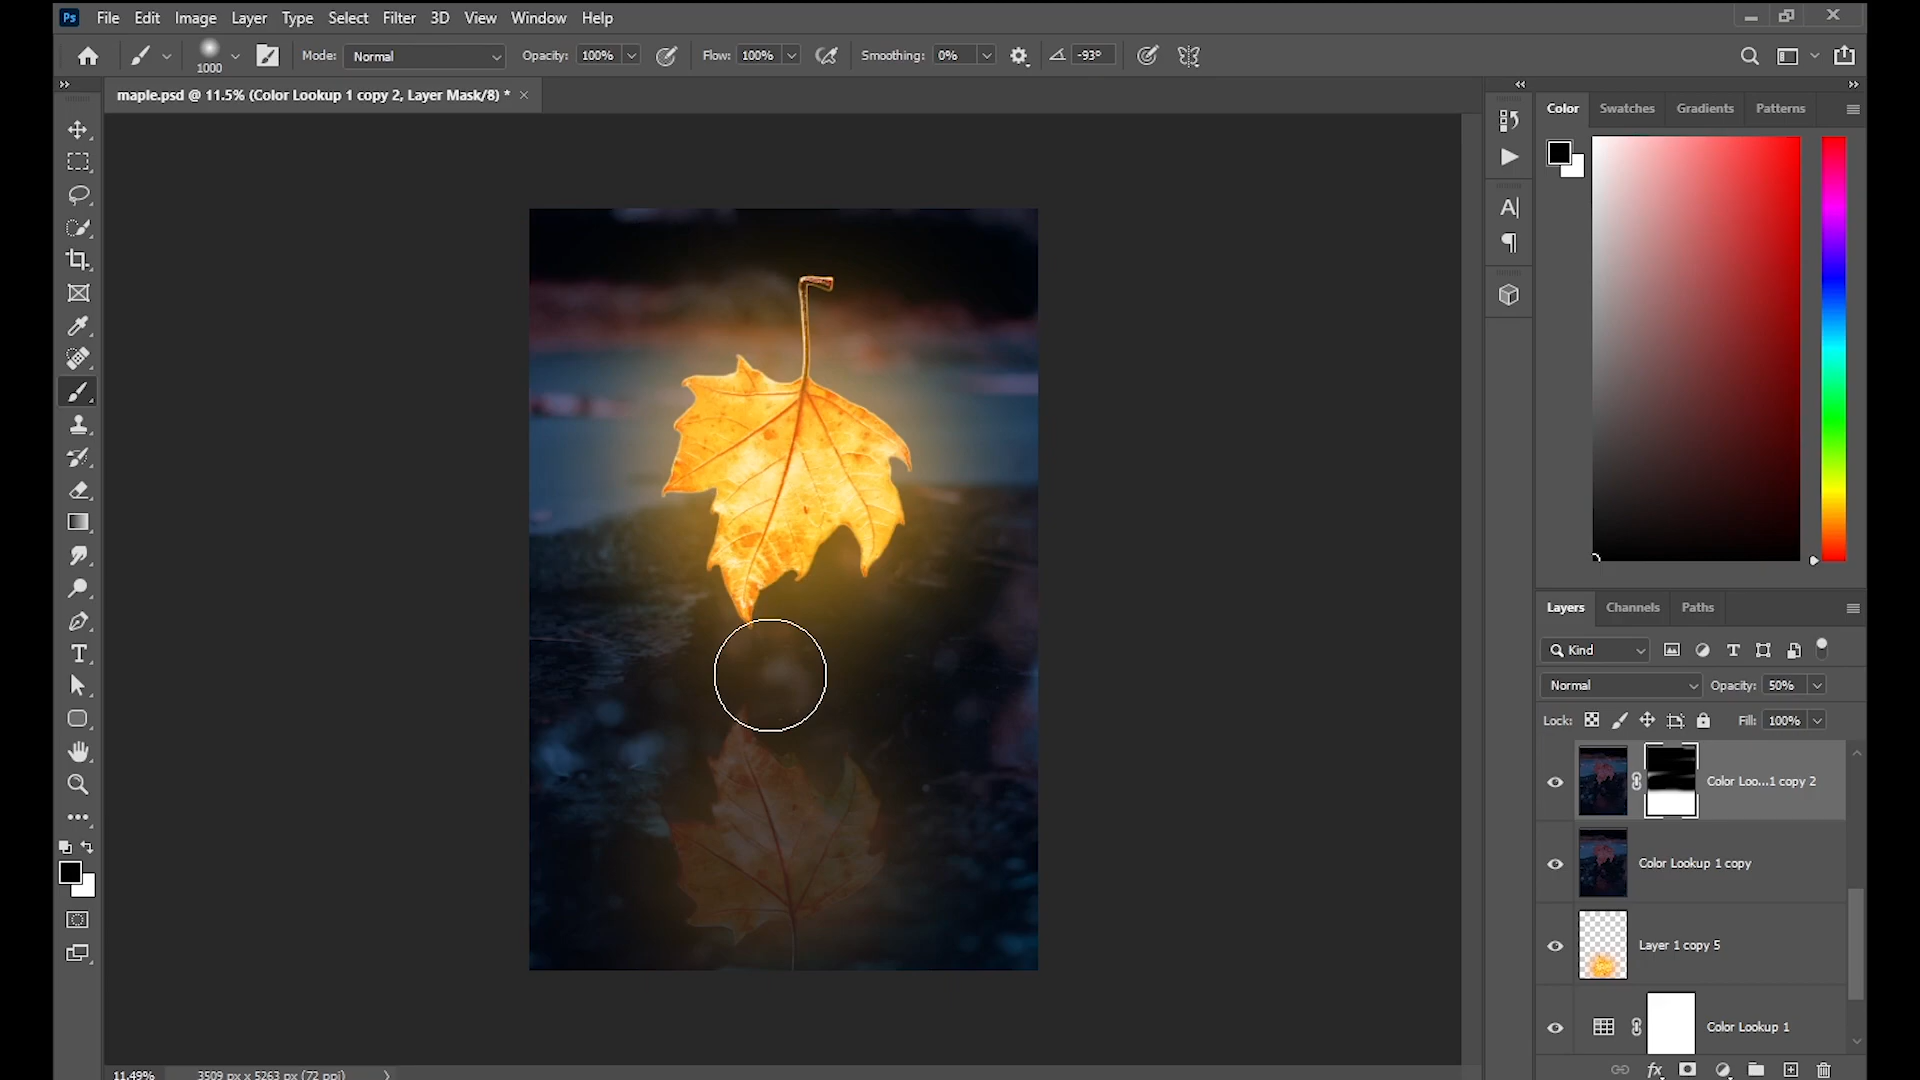 Ps File Edit Image Layer Type Select Filter 3D View Window Help
1000 Mode: Normal Opacity: 100% Flow: 100% Smoothing: 0% -93°
maple.psd @ 11.5% (Color Lookup 1 copy 2, Layer Mask/8) *
Color Swatches Gradients Patterns
Layers Channels Paths
Kind
Normal Opacity: 50%
Lock: Fill: 100%
Color Loo...1 copy 2
Color Lookup 1 copy
Layer 1 copy 5
Color Lookup 1
fx
11.49% 3509 px x 5263 px (72 ppi)